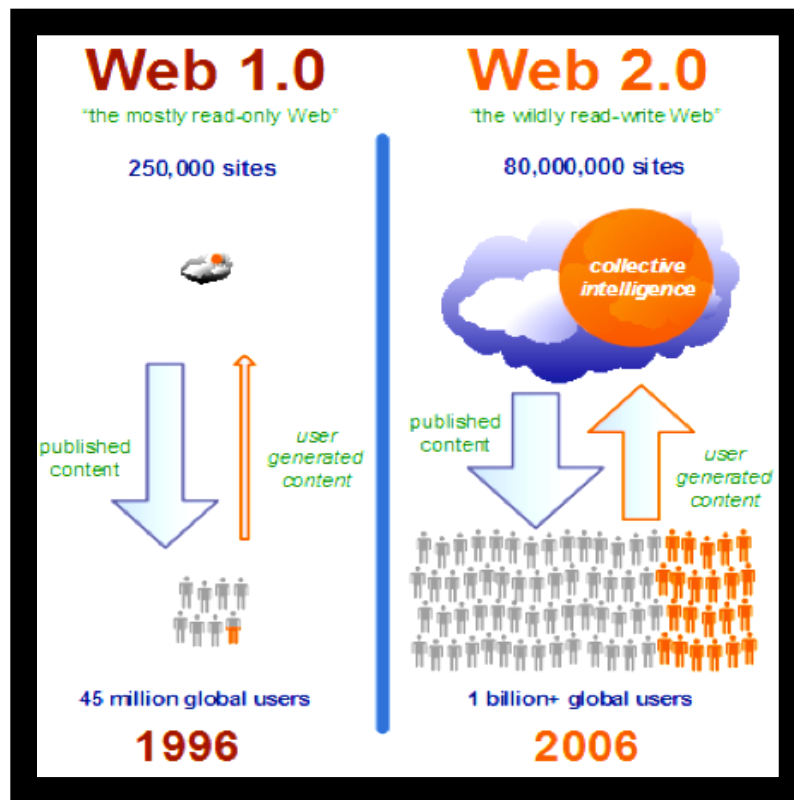 Web 1.0
"the mostly read-only Web"
250,000 sites
published
content
user
generated
content
45 million global users
1996
Web 2.0
"the wildly read-write Web"
80,000,000 sites
collective
intelligence
published
content
user
generated
content
1 billion+ global users
2006